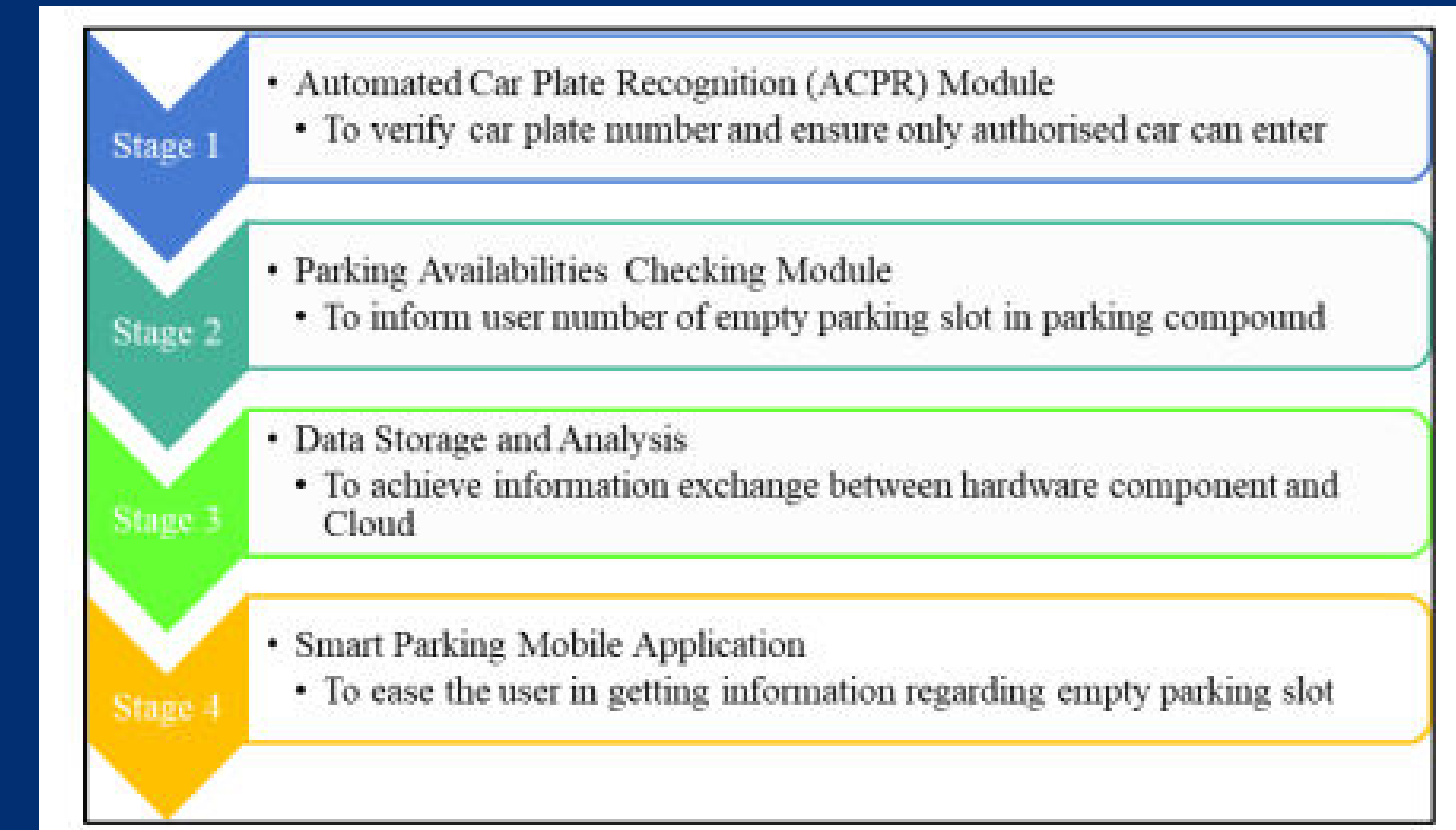 Stage 1
• Automated Car Plate Recognition (ACPR) Module
• To verify car plate number and ensure only authorised car can enter
Stage 2
• Parking Availabilities Checking Module
• To inform user number of empty parking slot in parking compound
Stage 3
• Data Storage and Analysis
• To achieve information exchange between hardware component and
Cloud
Stage 4
• Smart Parking Mobile Application
• To ease the user in getting information regarding empty parking slot